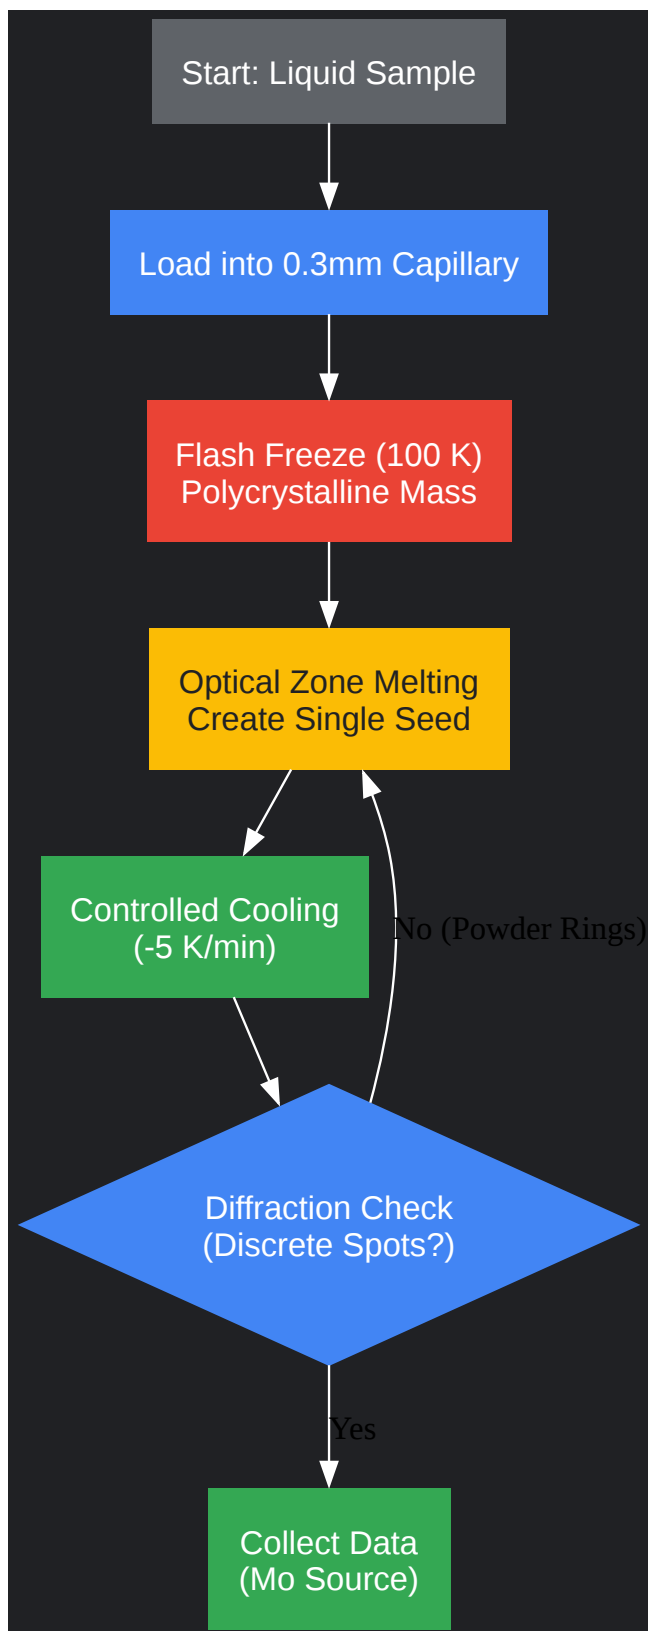 Start: Liquid Sample
Load into 0.3mm Capillary
Flash Freeze (100 K)
Polycrystalline Mass
Optical Zone Melting
Create Single Seed
Controlled Cooling
(-5 K/min)
No (Powder Rings)
Diffraction Check
(Discrete Spots?)
Yes
Collect Data
(Mo Source)